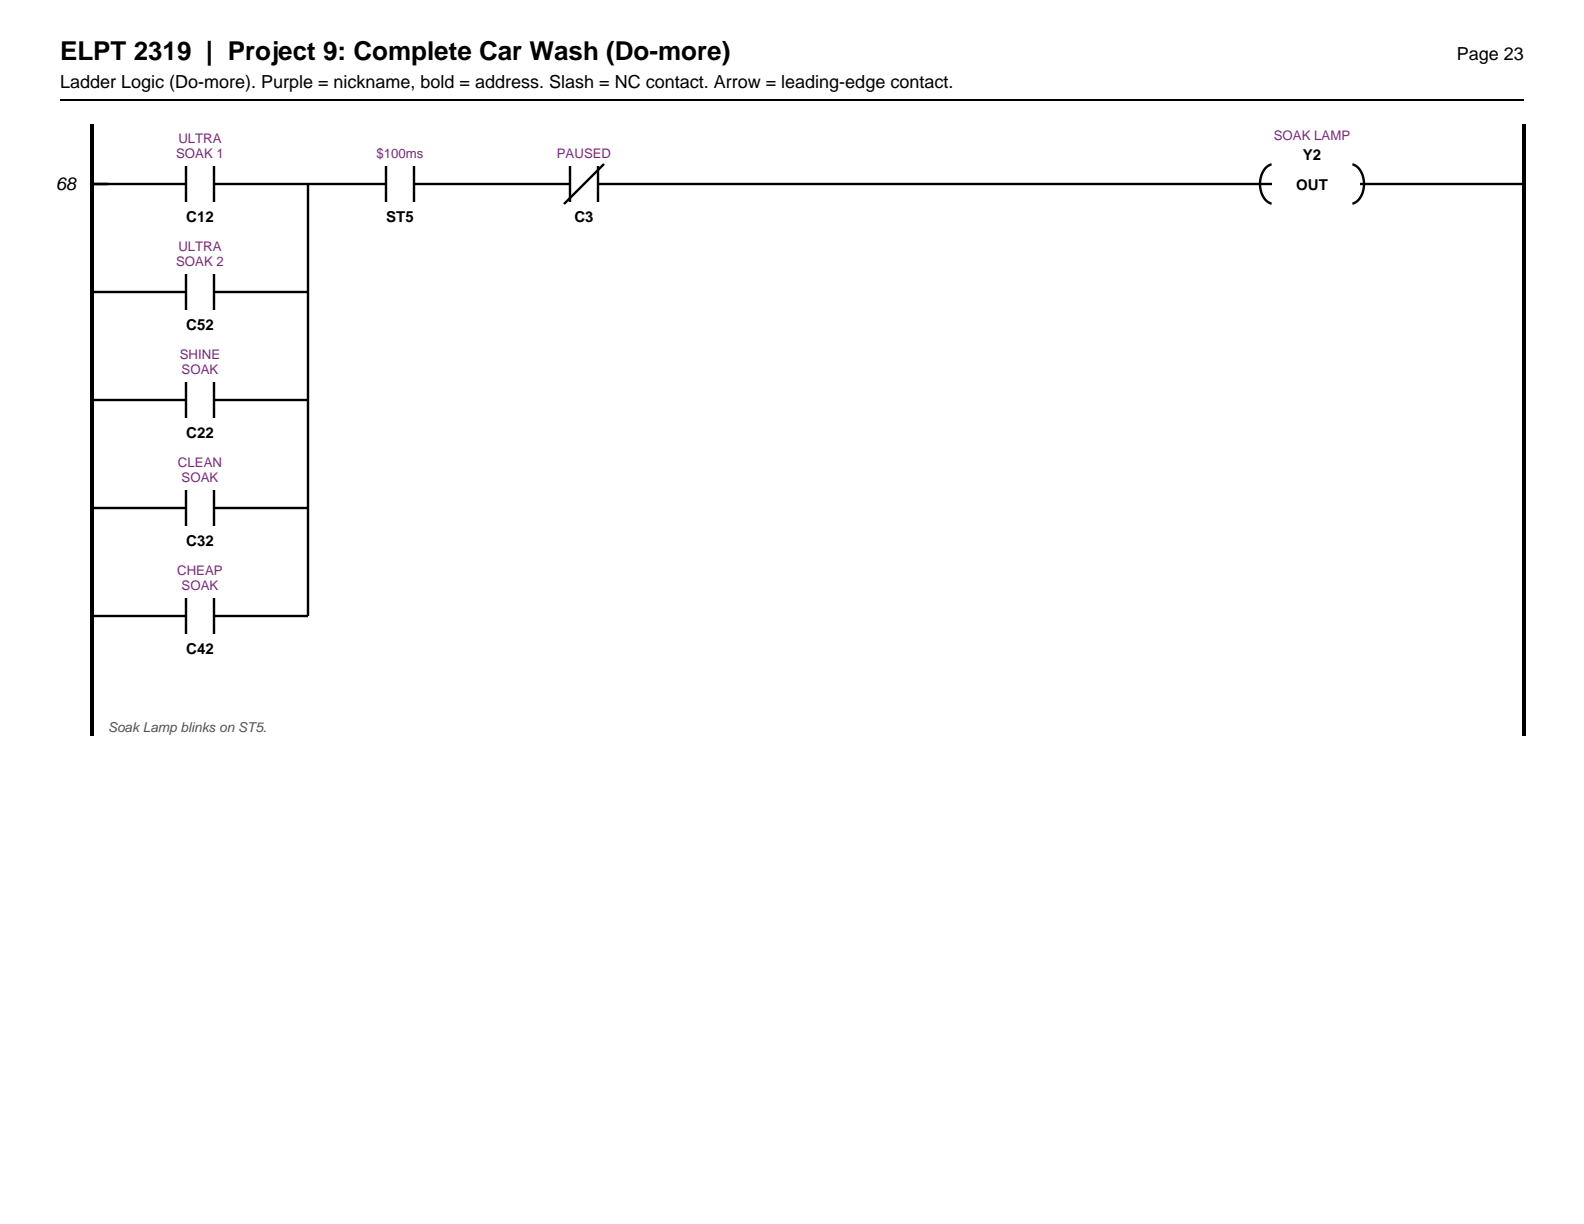 ELPT 2319 | Project 9: Complete Car Wash (Do-more)
Page 23
Ladder Logic (Do-more). Purple = nickname, bold = address. Slash = NC contact. Arrow = leading-edge contact.
68
ULTRA
SOAK 1
C12
$100ms
ST5
PAUSED
C3
SOAK LAMP
Y2
OUT
ULTRA
SOAK 2
C52
SHINE
SOAK
C22
CLEAN
SOAK
C32
CHEAP
SOAK
C42
Soak Lamp blinks on ST5.